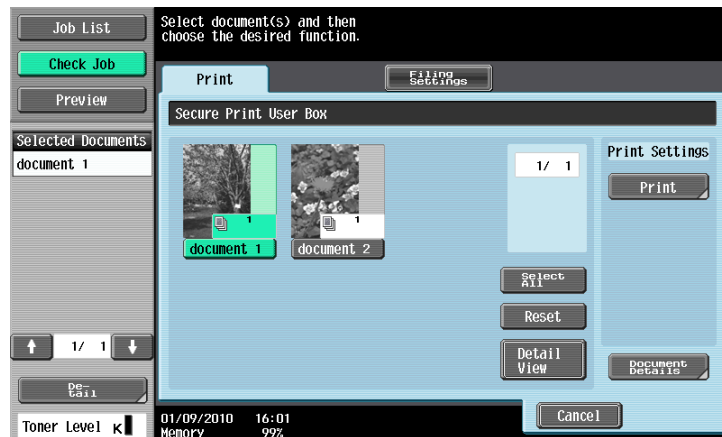 Job List
Check Job
Preview
Selected Documents
document 1
1/ 1
De-
tail
Toner Level K
Select document(s) and then
choose the desired function.
Print
Filing
Settings
Secure Print User Box
1
document 1
1
document 2
1/ 1
Select
All
Reset
Detail
View
Print Settings
Print
Document
Details
01/09/2010 16:01
Memory 99%
Cancel